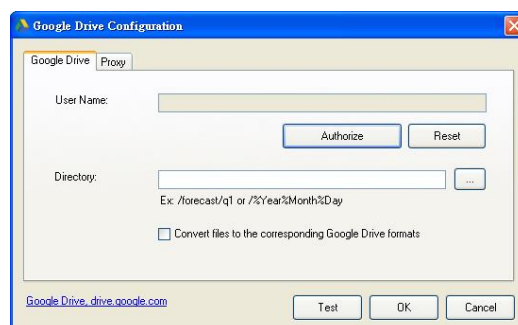 Google Drive Configuration
Google Drive Proxy
User Name:
Authorize Reset
Directory: ...
Ex: /forecast/q1 or /%Year%Month%Day
Convert files to the corresponding Google Drive formats
Google Drive, drive.google.com
Test OK Cancel